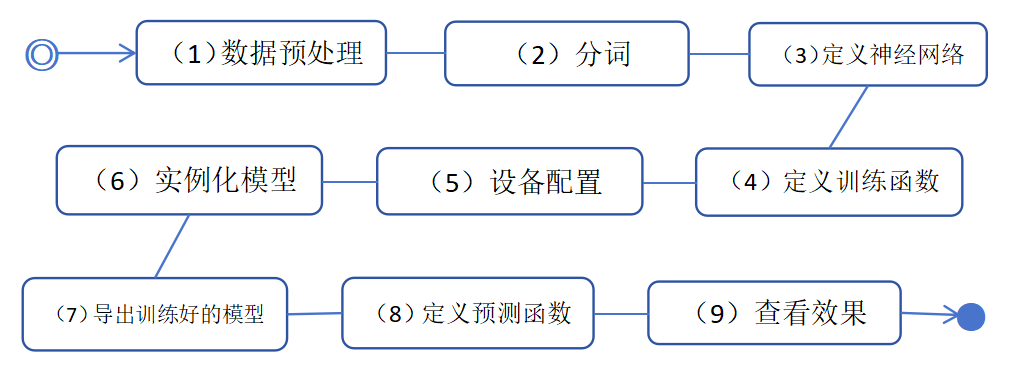 （1）数据预处理
（2）分词
（3）定义神经网络
（4）定义训练函数
（5）设备配置
（6）实例化模型
（7）导出训练好的模型
（8）定义预测函数
（9）查看效果